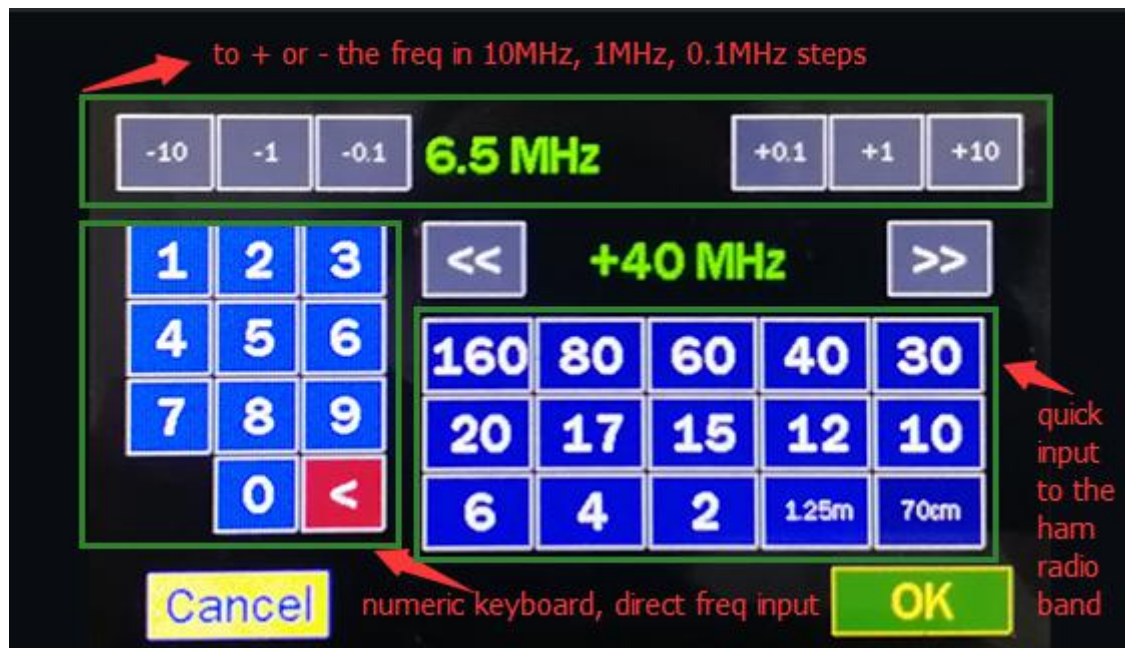 to + or - the freq in 10MHz, 1MHz, 0.1MHz steps
-10 -1 -0.1 6.5 MHz +0.1 +1 +10
1 2 3 << +40 MHz >>
4 5 6
7 8 9
0 <
160 80 60 40 30
20 17 15 12 10
6 4 2 1.25m 70cm
quick
input
to the
ham
radio
band
Cancel
numeric keyboard, direct freq input
OK